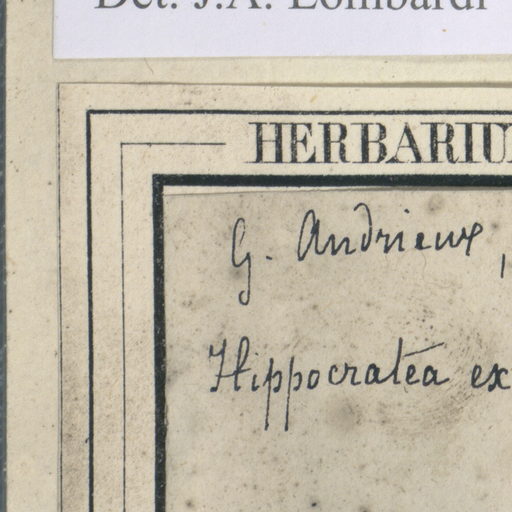 Det. J.A. Lombardi
HERBARIU
G. Andrieux,
Hippocratea ex